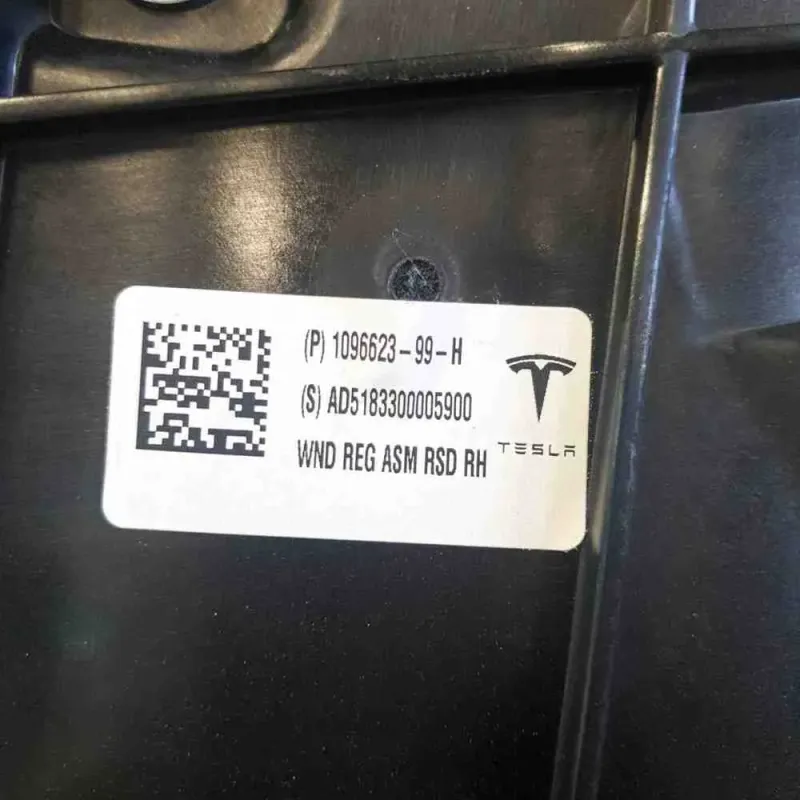 (P) 1096623-99-H
(S) AD5183300005900
WND REG ASM RSD RH
TESLA